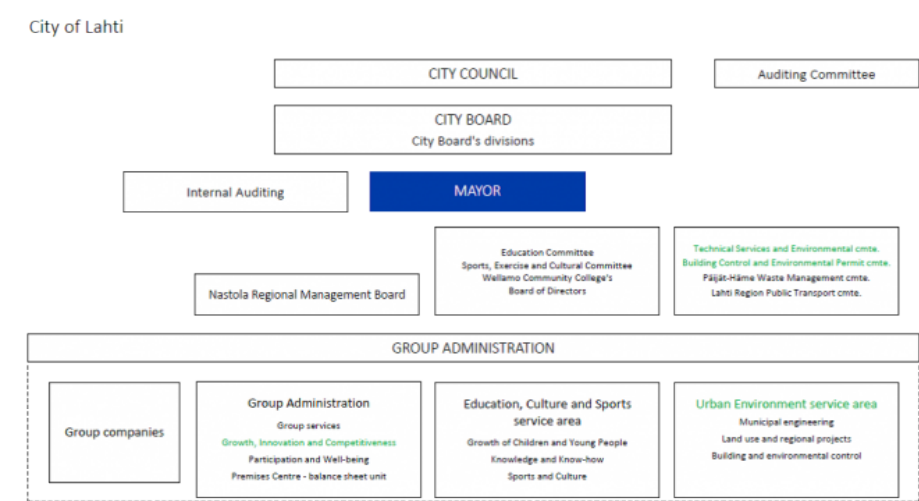 City of Lahti
CITY COUNCIL
Auditing Committee
CITY BOARD
City Board's divisions
Internal Auditing
MAYOR
Nastola Regional Management Board
Education Committee
Sports, Exercise and Cultural Committee
Wellamo Community College's
Board of Directors
Technical Services and Environmental cmte.
Building Control and Environmental Permit cmte.
Päijät-Häme Waste Management cmte.
Lahti Region Public Transport cmte.
GROUP ADMINISTRATION
Group companies
Group Administration
Group services
Growth, Innovation and Competitiveness
Participation and Well-being
Premises Centre - balance sheet unit
Education, Culture and Sports
service area
Growth of Children and Young People
Knowledge and Know-how
Sports and Culture
Urban Environment service area
Municipal engineering
Land use and regional projects
Building and environmental control